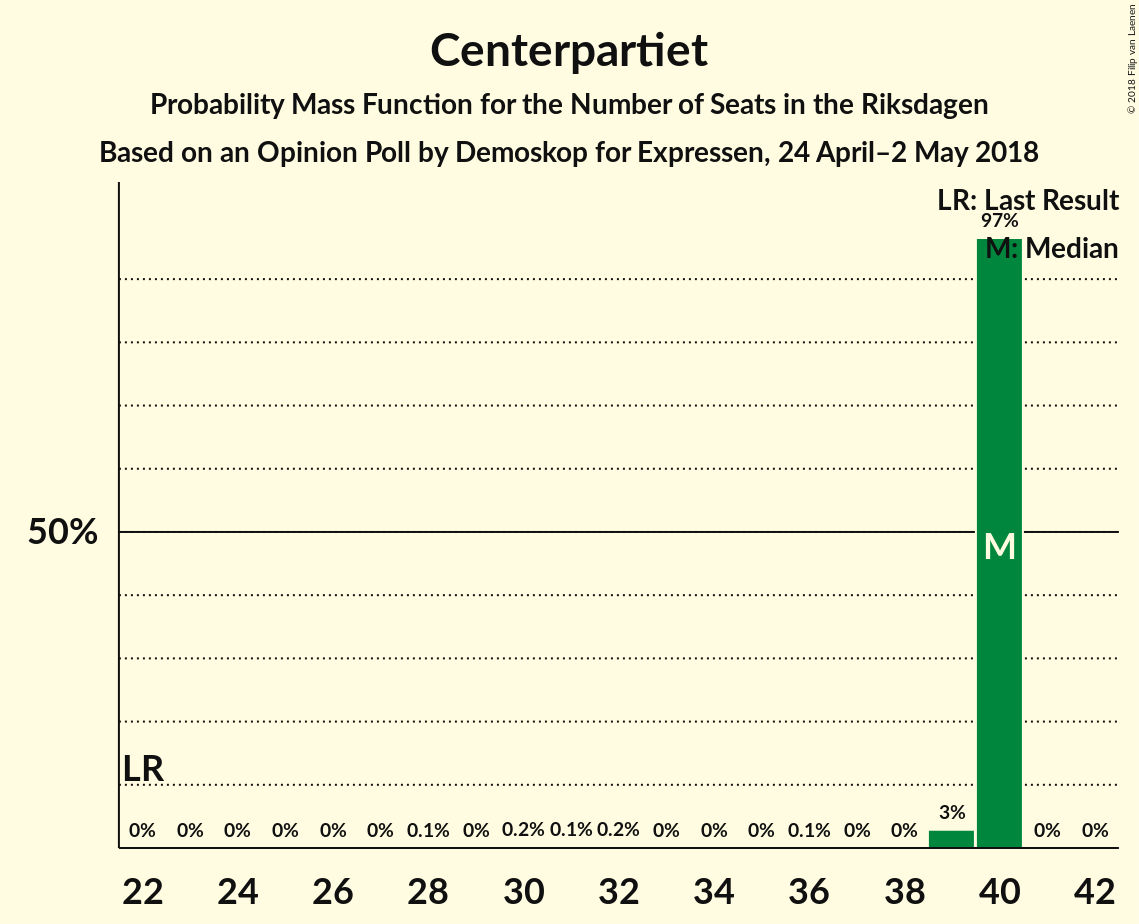 Centerpartiet
Probability Mass Function for the Number of Seats in the Riksdagen
Based on an Opinion Poll by Demoskop for Expressen, 24 April–2 May 2018
© 2018 Filip van Laenen
LR: Last Result
97%
M: Median
50%
M
LR
3%
0% 0% 0% 0% 0% 0% 0.1% 0% 0.2% 0.1% 0.2% 0% 0% 0% 0.1% 0% 0% 0% 0%
22 24 26 28 30 32 34 36 38 40 42